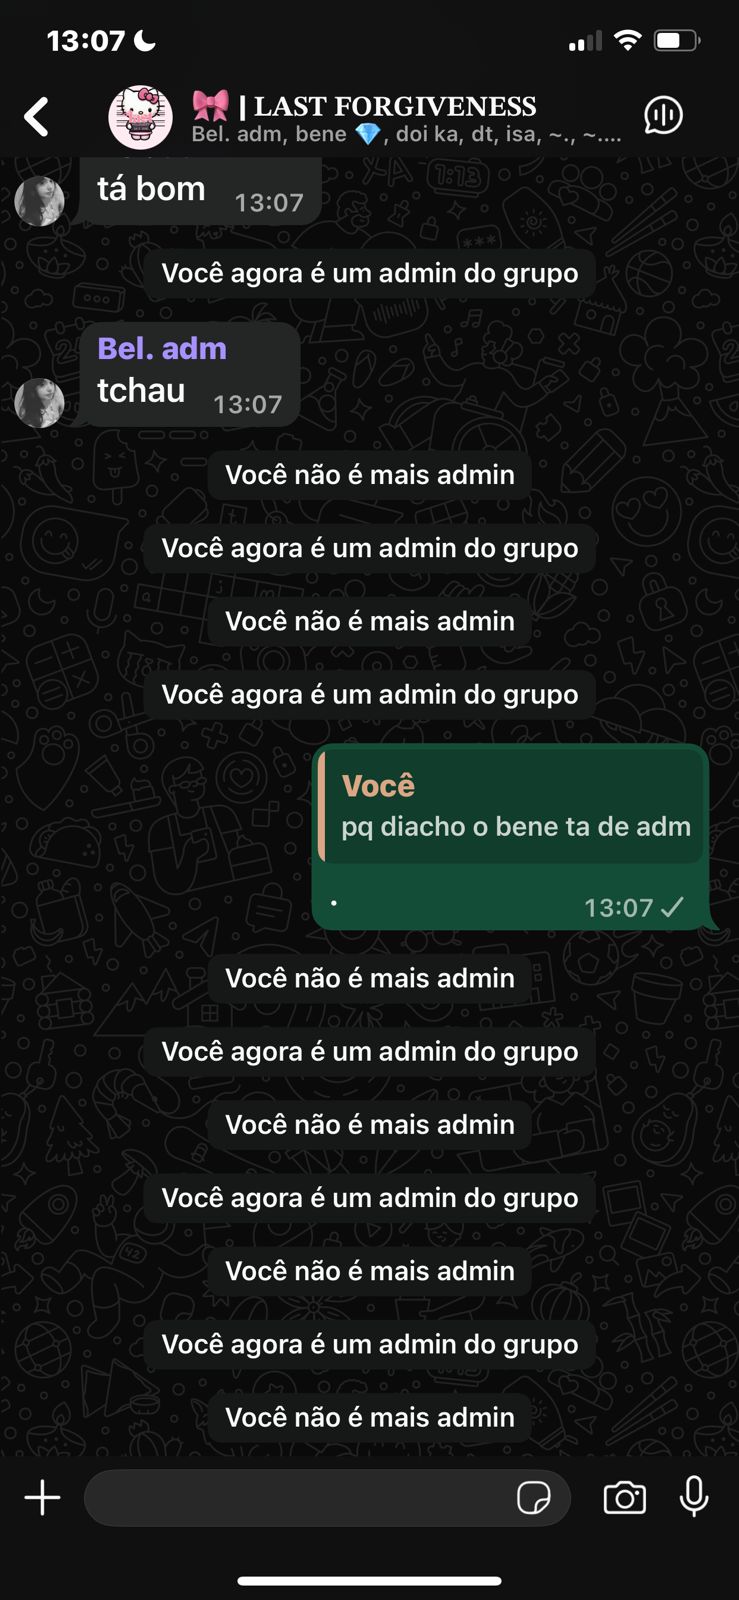 13:07
🎀 | LAST FORGIVENESS
Bel. adm, bene 💎, doi ka, dt, isa, ~., ~....
tá bom 13:07
Você agora é um admin do grupo
Bel. adm
tchau 13:07
Você não é mais admin
Você agora é um admin do grupo
Você não é mais admin
Você agora é um admin do grupo
Você
pq diacho o bene ta de adm
. 13:07
Você não é mais admin
Você agora é um admin do grupo
Você não é mais admin
Você agora é um admin do grupo
Você não é mais admin
Você agora é um admin do grupo
Você não é mais admin